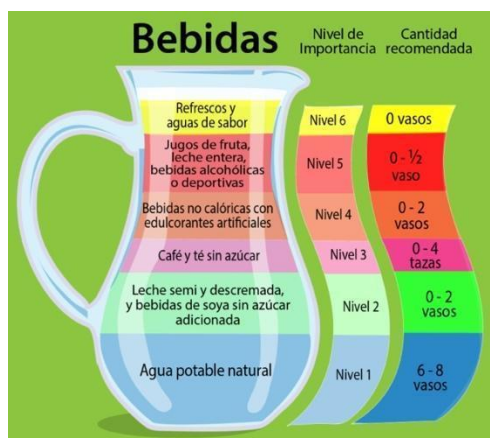 Bebidas
Nivel de
Importancia
Cantidad
recomendada
Refrescos y
aguas de sabor
Nivel 6
0 vasos
Jugos de fruta,
leche entera,
bebidas alcohólicas
o deportivas
Nivel 5
0 - ½
vaso
Bebidas no calóricas con
edulcorantes artificiales
Nivel 4
0 - 2
vasos
Café y té sin azúcar
Nivel 3
0 - 4
tazas
Leche semi y descremada,
y bebidas de soya sin azúcar
adicionada
Nivel 2
0 - 2
vasos
Agua potable natural
Nivel 1
6 - 8
vasos